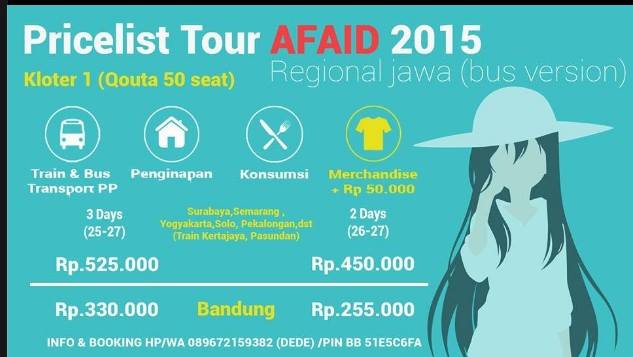 Pricelist Tour AFAID 2015
Regional jawa (bus version)
Kloter 1 (Qouta 50 seat)
Train & Bus
Transport PP
Penginapan
Konsumsi
Merchandise
+ Rp 50.000
3 Days
(25-27)
Surabaya,Semarang ,
Yogyakarta,Solo, Pekalongan,dst
(Train Kertajaya, Pasundan)
2 Days
(26-27)
Rp.525.000
Rp.450.000
Rp.330.000
Bandung
Rp.255.000
INFO & BOOKING HP/WA 089672159382 (DEDE) /PIN BB 51E5C6FA